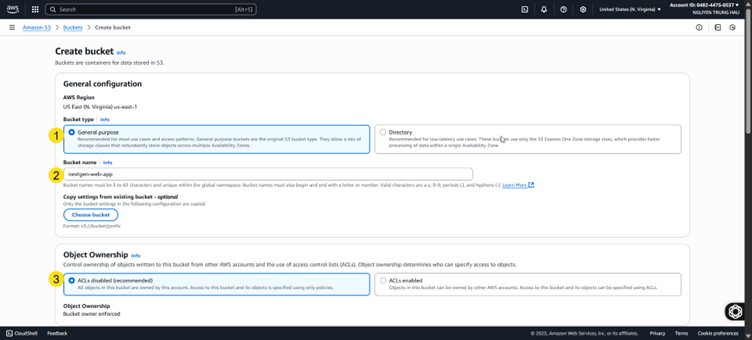 aws
Search
[Alt+S]
United States (N. Virginia)
Account ID: 0482-4475-0537
NGUYEN TRUNG HAU
Amazon S3 > Buckets > Create bucket
Create bucket Info
Buckets are containers for data stored in S3.
General configuration
AWS Region
US East (N. Virginia) us-east-1
Bucket type Info
1
General purpose
Recommended for most use cases and access patterns. General purpose buckets are the original S3 bucket type. They allow a mix of
storage classes that redundantly store objects across multiple Availability Zones.
Directory
Recommended for low-latency use cases. These buckets use only the S3 Express One Zone storage class, which provides faster
processing of data within a single Availability Zone.
Bucket name Info
2
nextgen-web-app
Bucket names must be 3 to 63 characters and unique within the global namespace. Bucket names must also begin and end with a letter or number. Valid characters are a-z, 0-9, periods (.), and hyphens (-). Learn More
Copy settings from existing bucket - optional
Only the bucket settings in the following configuration are copied.
Choose bucket
Format: s3://bucket/prefix
Object Ownership Info
Control ownership of objects written to this bucket from other AWS accounts and the use of access control lists (ACLs). Object ownership determines who can specify access to objects.
3
ACLs disabled (recommended)
All objects in this bucket are owned by this account. Access to this bucket and its objects is specified using only policies.
ACLs enabled
Objects in this bucket can be owned by other AWS accounts. Access to this bucket and its objects can be specified using ACLs.
Object Ownership
Bucket owner enforced
CloudShell Feedback
© 2025, Amazon Web Services, Inc. or its affiliates. Privacy Terms Cookie preferences